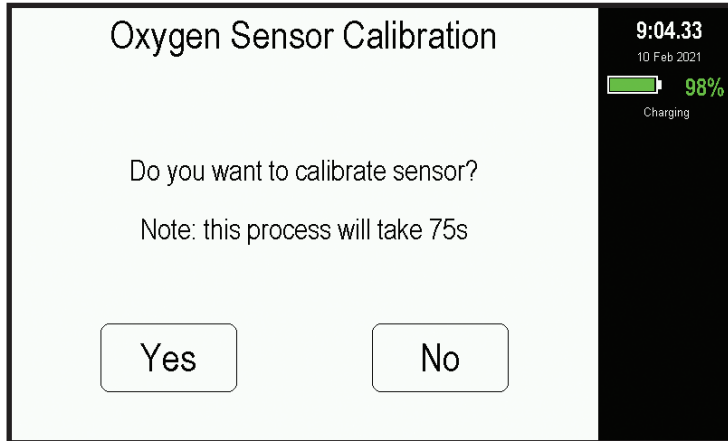 Oxygen Sensor Calibration
Do you want to calibrate sensor?
Note: this process will take 75s
Yes
No
9:04.33
10 Feb 2021
98%
Charging